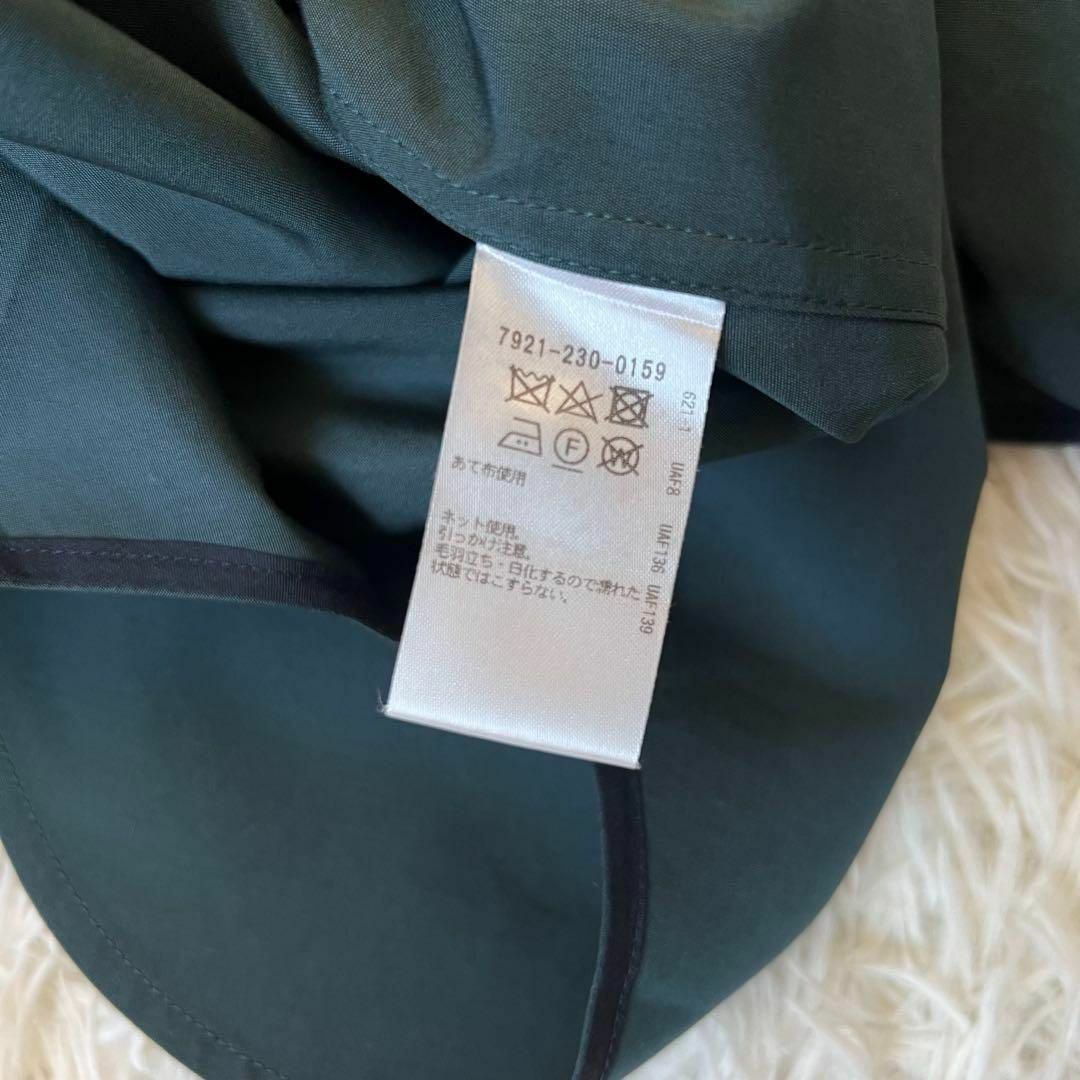 7921-230-0159
F
W
あて布使用
ネット使用。
引っかけ注意。
毛羽立ち・白化するので濡れた
状態ではこすらない。
621-1 UAF8 UAF136 UAF139